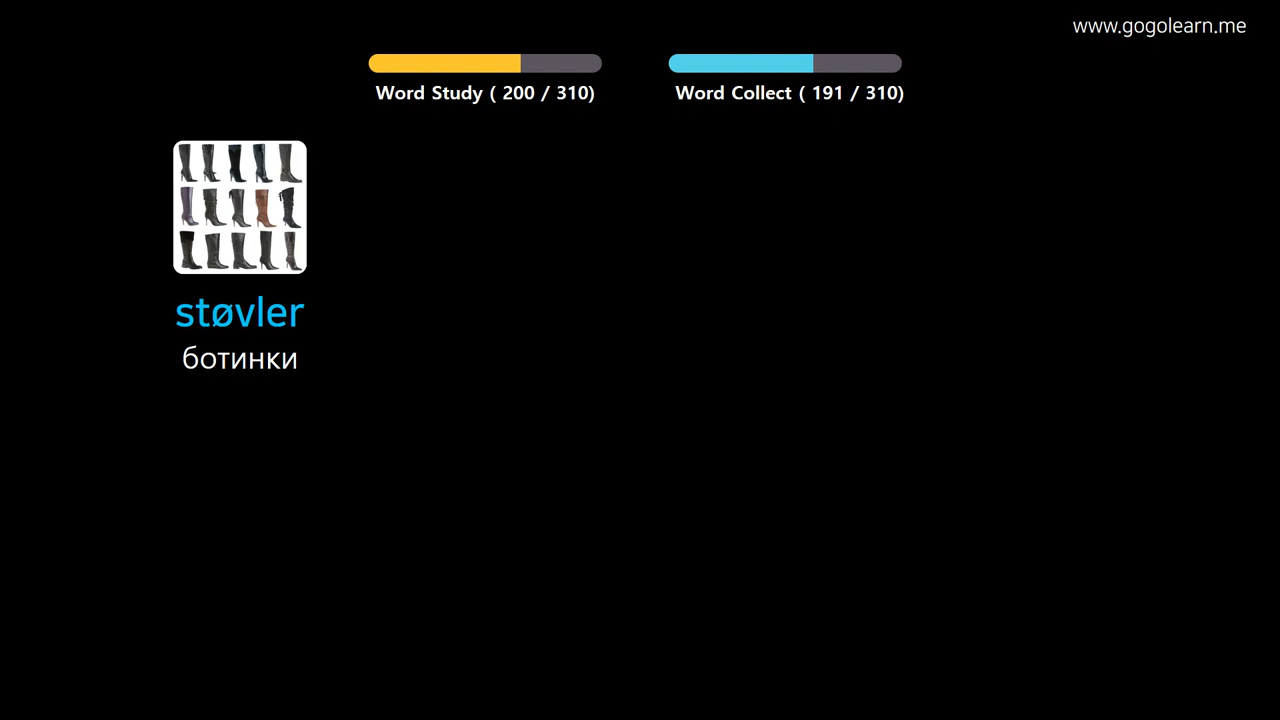 www.gogolearn.me
Word Study ( 200 / 310)
Word Collect ( 191 / 310)
støvler
ботинки